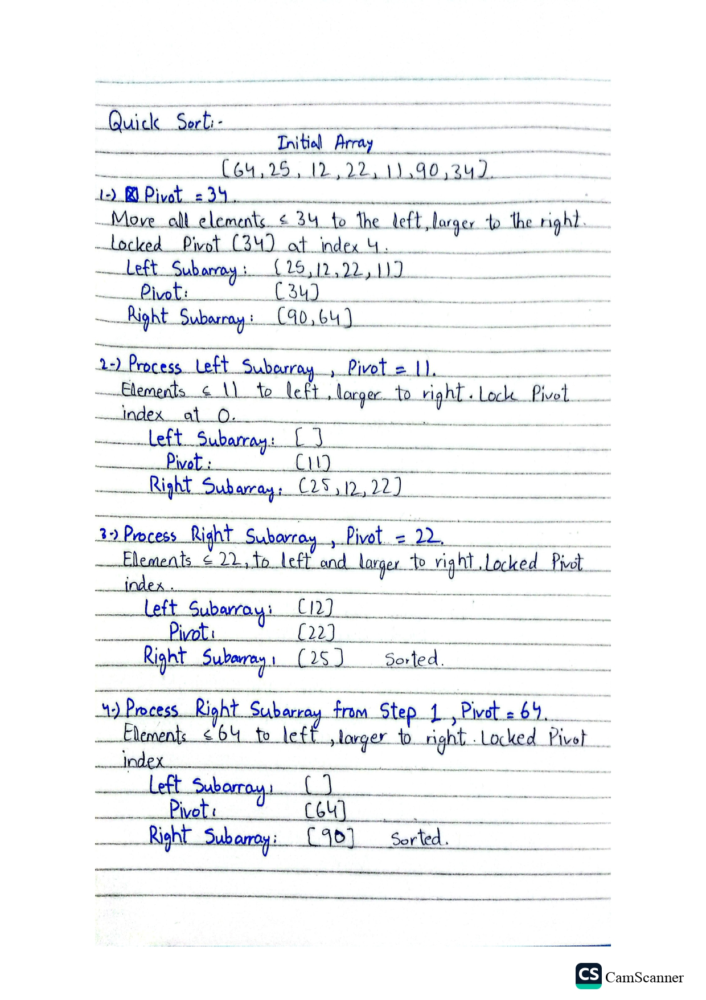 Quick Sort:-
Initial Array
[64, 25, 12, 22, 11, 90, 34].
1-) Pivot = 34.
Move all elements ≤ 34 to the left, larger to the right.
Locked Pivot [34] at index 4.
Left Subarray: [25, 12, 22, 11]
Pivot: [34]
Right Subarray: [90, 64]
2-) Process Left Subarray, Pivot = 11.
Elements ≤ 11 to left, larger to right. Lock Pivot
index at 0.
Left Subarray: [ ]
Pivot: [11]
Right Subarray: [25, 12, 22]
3-) Process Right Subarray, Pivot = 22.
Elements ≤ 22, to left and larger to right. Locked Pivot
index.
Left Subarray: [12]
Pivot: [22]
Right Subarray: [25] Sorted.
4-) Process Right Subarray from Step 1, Pivot = 64.
Elements ≤ 64 to left, larger to right. Locked Pivot
index
Left Subarray: [ ]
Pivot: [64]
Right Subarray: [90] Sorted.
CS CamScanner